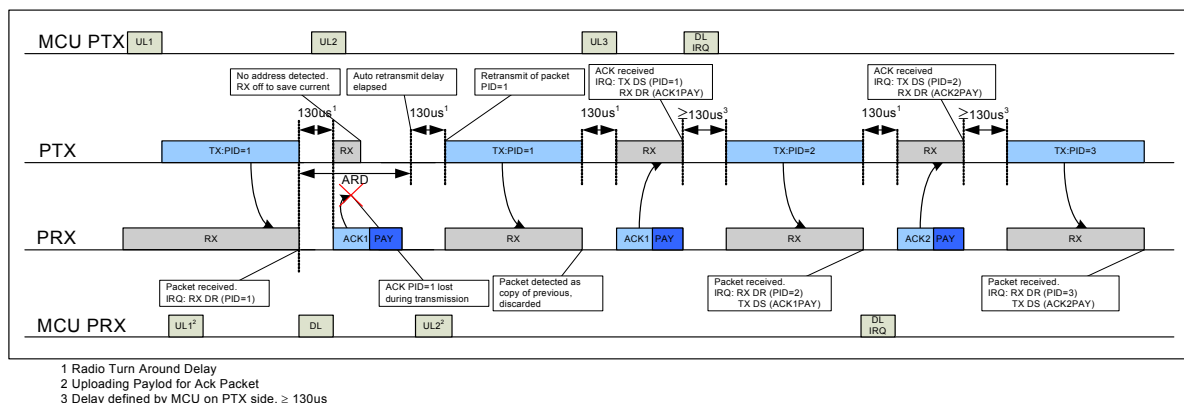 MCU PTX
UL1
UL2
UL3
DL
IRQ
No address detected.
RX off to save current
Auto retransmit delay
elapsed
Retransmit of packet
PID=1
ACK received
IRQ: TX DS (PID=1)
RX DR (ACK1PAY)
ACK received
IRQ: TX DS (PID=2)
RX DR (ACK2PAY)
130us1
130us1
130us1
≥130us3
130us1
≥130us3
PTX
TX:PID=1
RX
TX:PID=1
RX
TX:PID=2
RX
TX:PID=3
ARD
PRX
RX
ACK1
PAY
RX
ACK1
PAY
RX
ACK2
PAY
RX
Packet received.
IRQ: RX DR (PID=1)
ACK PID=1 lost
during transmission
Packet detected as
copy of previous,
discarded
Packet received.
IRQ: RX DR (PID=2)
TX DS (ACK1PAY)
Packet received.
IRQ: RX DR (PID=3)
TX DS (ACK2PAY)
MCU PRX
UL12
DL
UL22
DL
IRQ
1 Radio Turn Around Delay
2 Uploading Paylod for Ack Packet
3 Delay defined by MCU on PTX side, ≥ 130us